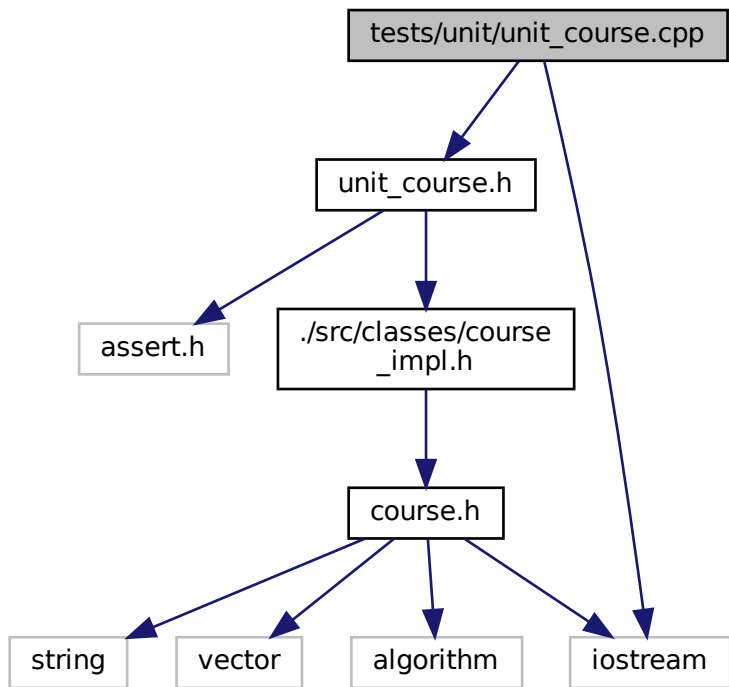 tests/unit/unit_course.cpp
unit_course.h
assert.h
./src/classes/course
_impl.h
course.h
string
vector
algorithm
iostream